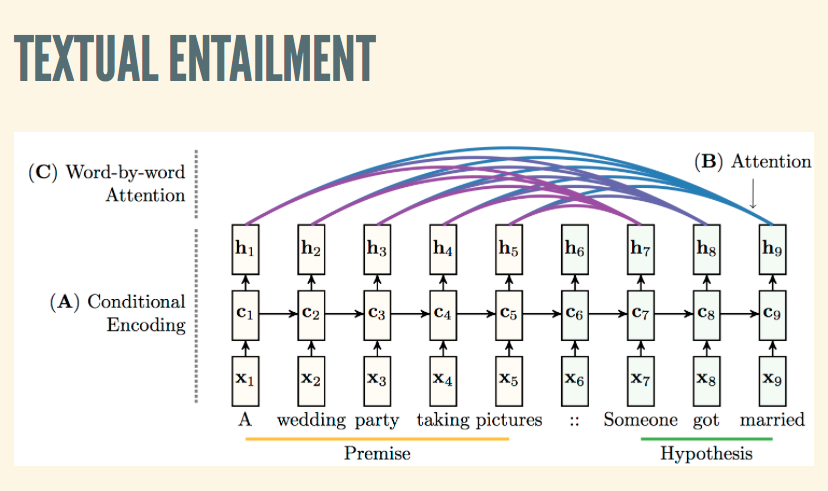 TEXTUAL ENTAILMENT
(C) Word-by-word
Attention
(B) Attention
h1 h2 h3 h4 h5 h6 h7 h8 h9
(A) Conditional
Encoding
c1 c2 c3 c4 c5 c6 c7 c8 c9
x1 x2 x3 x4 x5 x6 x7 x8 x9
A wedding party taking pictures :: Someone got married
Premise Hypothesis